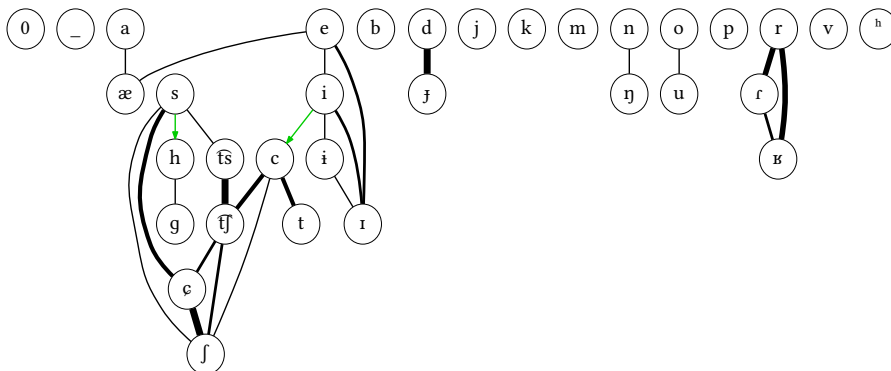 0 _ a e b d j k m n o p r v ʰ
æ s i ɟ ŋ u ɾ
h t͡s c ɨ ʁ
ɡ t͡ʃ t ɪ
ɕ
ʃ